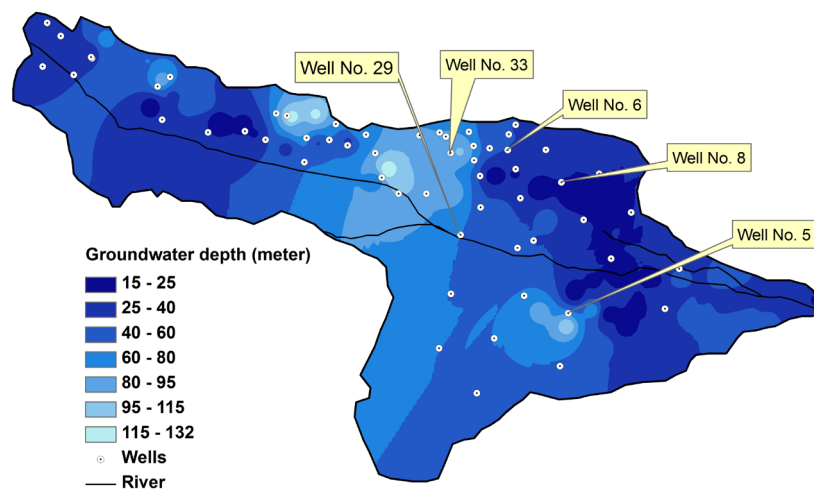 Well No. 29
Well No. 33
Well No. 6
Well No. 8
Well No. 5
Groundwater depth (meter)
15 - 25
25 - 40
40 - 60
60 - 80
80 - 95
95 - 115
115 - 132
Wells
River